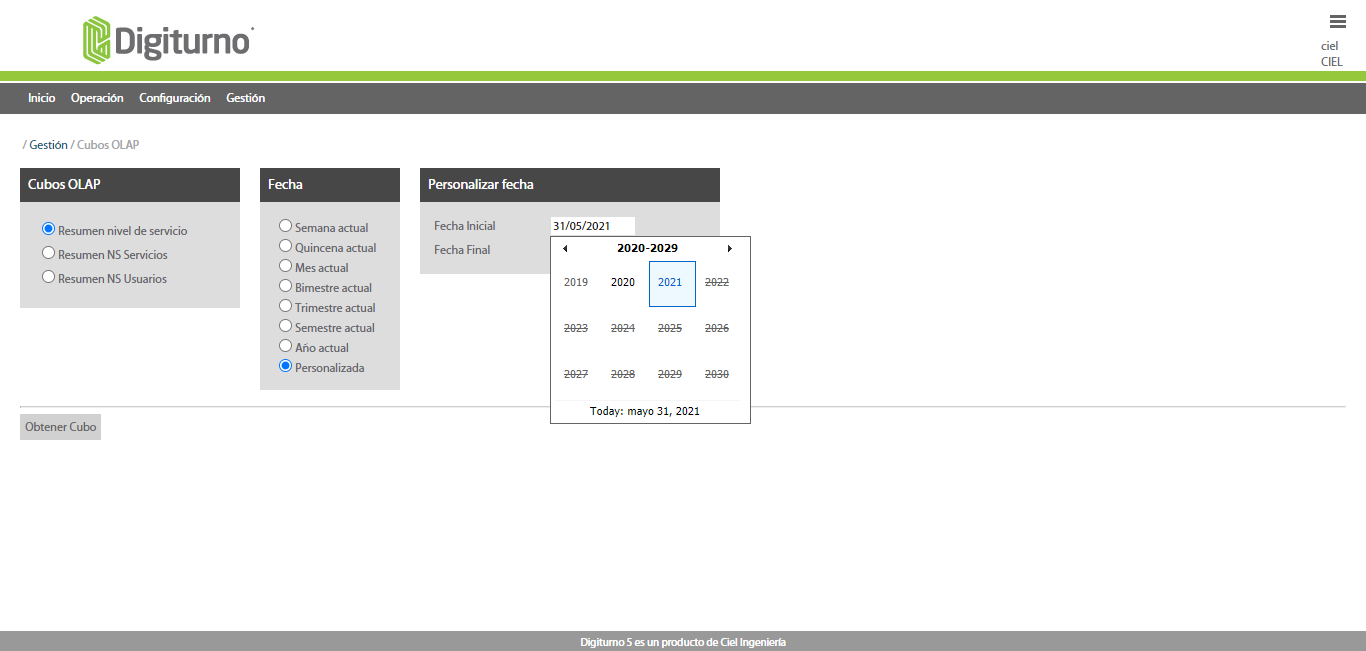 Digiturno
ciel
CIEL
Inicio Operación Configuración Gestión
/ Gestión / Cubos OLAP
Cubos OLAP
Resumen nivel de servicio
Resumen NS Servicios
Resumen NS Usuarios
Fecha
Semana actual
Quincena actual
Mes actual
Bimestre actual
Trimestre actual
Semestre actual
Año actual
Personalizada
Personalizar fecha
Fecha Inicial 31/05/2021
Fecha Final
2020-2029
2019 2020 2021 2022
2023 2024 2025 2026
2027 2028 2029 2030
Today: mayo 31, 2021
Obtener Cubo
Digiturno 5 es un producto de Ciel Ingeniería